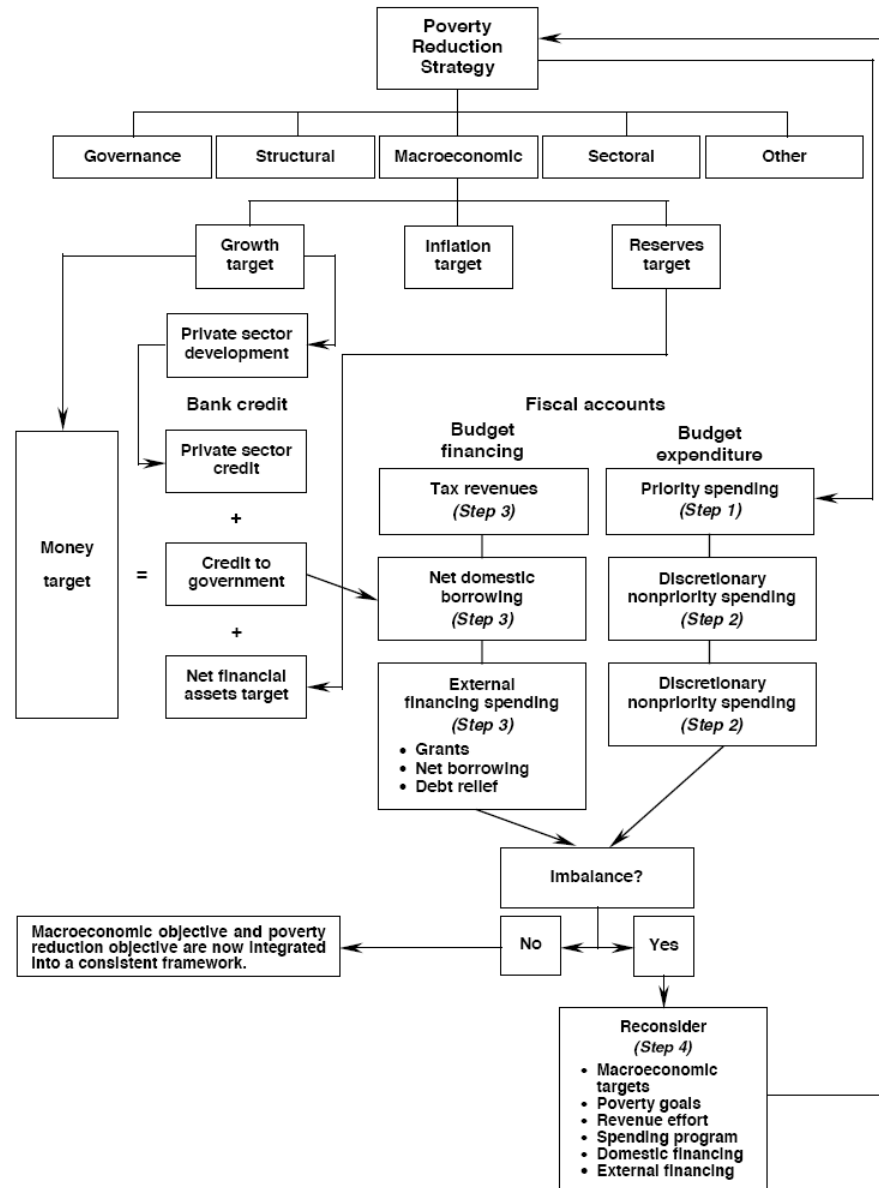 Poverty
Reduction
Strategy
Governance
Structural
Macroeconomic
Sectoral
Other
Growth
target
Inflation
target
Reserves
target
Private sector
development
Bank credit
Fiscal accounts
Budget
financing
Budget
expenditure
Private sector
credit
Tax revenues
(Step 3)
Priority spending
(Step 1)
+
Money
target
=
Credit to
government
Net domestic
borrowing
(Step 3)
Discretionary
nonpriority spending
(Step 2)
+
Net financial
assets target
External
financing spending
(Step 3)
• Grants
• Net borrowing
• Debt relief
Discretionary
nonpriority spending
(Step 2)
Imbalance?
No
Yes
Macroeconomic objective and poverty
reduction objective are now integrated
into a consistent framework.
Reconsider
(Step 4)
• Macroeconomic
targets
• Poverty goals
• Revenue effort
• Spending program
• Domestic financing
• External financing